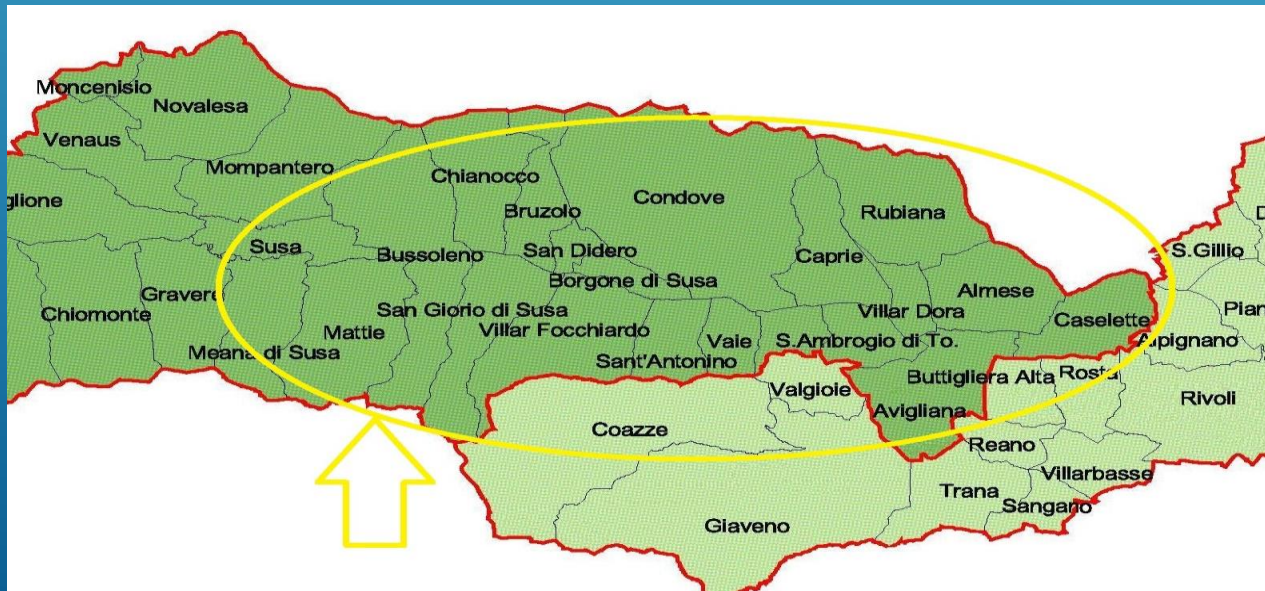 Moncenisio
Novalesa
Venaus
Mompantero
Chianocco
Condove
glione
Bruzolo
Rubiana
Susa
Bussoleno
San Didero
Caprie
S.Gillio
D
Borgone di Susa
Almese
Gravere
Chiomonte
San Giorio di Susa
Villar Dora
Pian
Mattie
Villar Focchiardo
Caselette
Vaie
S.Ambrogio di To.
Alpignano
Meana di Susa
Sant'Antonino
Buttigliera Alta
Rosta
Valgioie
Rivoli
Avigliana
Coazze
Reano
Villarbasse
Trana
Sangano
Giaveno